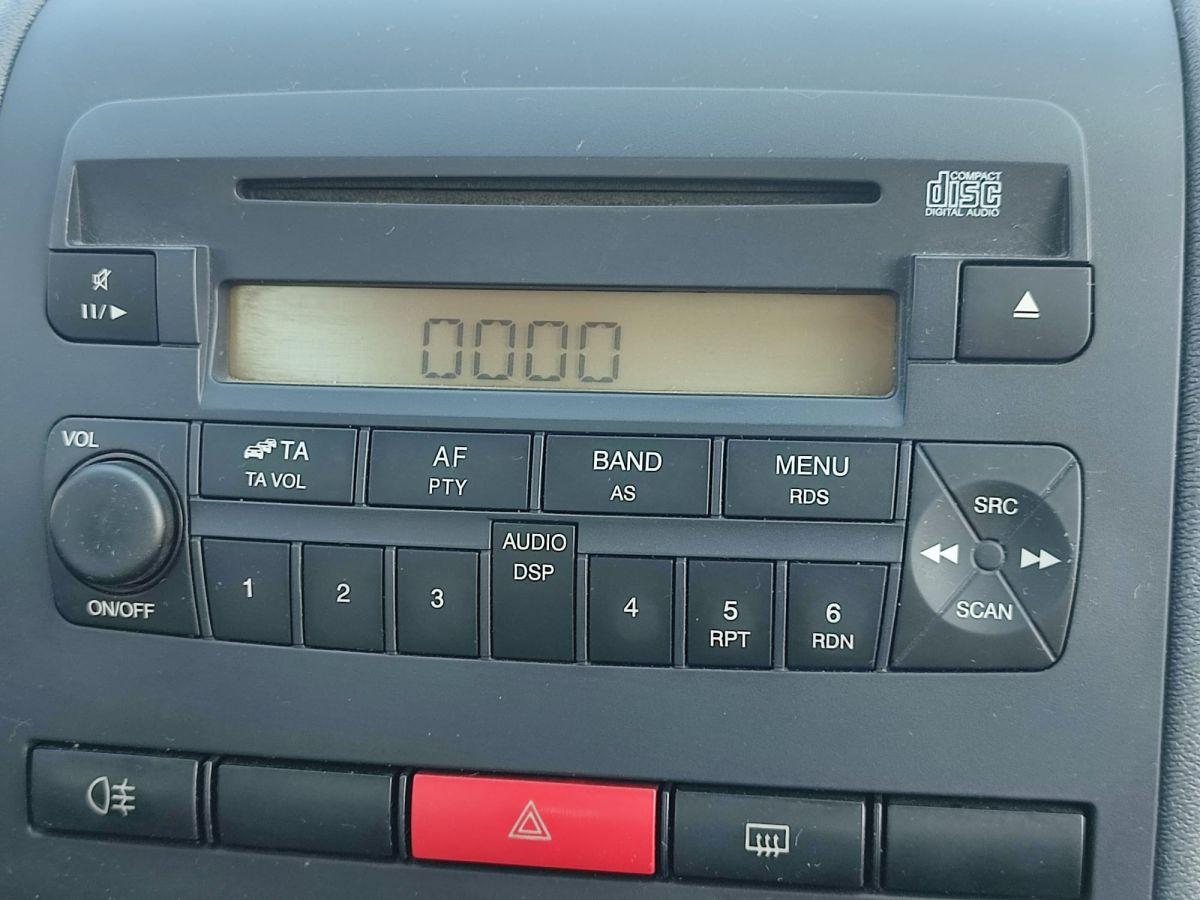 COMPACT
disc
DIGITAL AUDIO
0000
VOL
TA
TA VOL
AF
PTY
BAND
AS
MENU
RDS
SRC
AUDIO
DSP
1
2
3
4
5
RPT
6
RDN
SCAN
ON/OFF